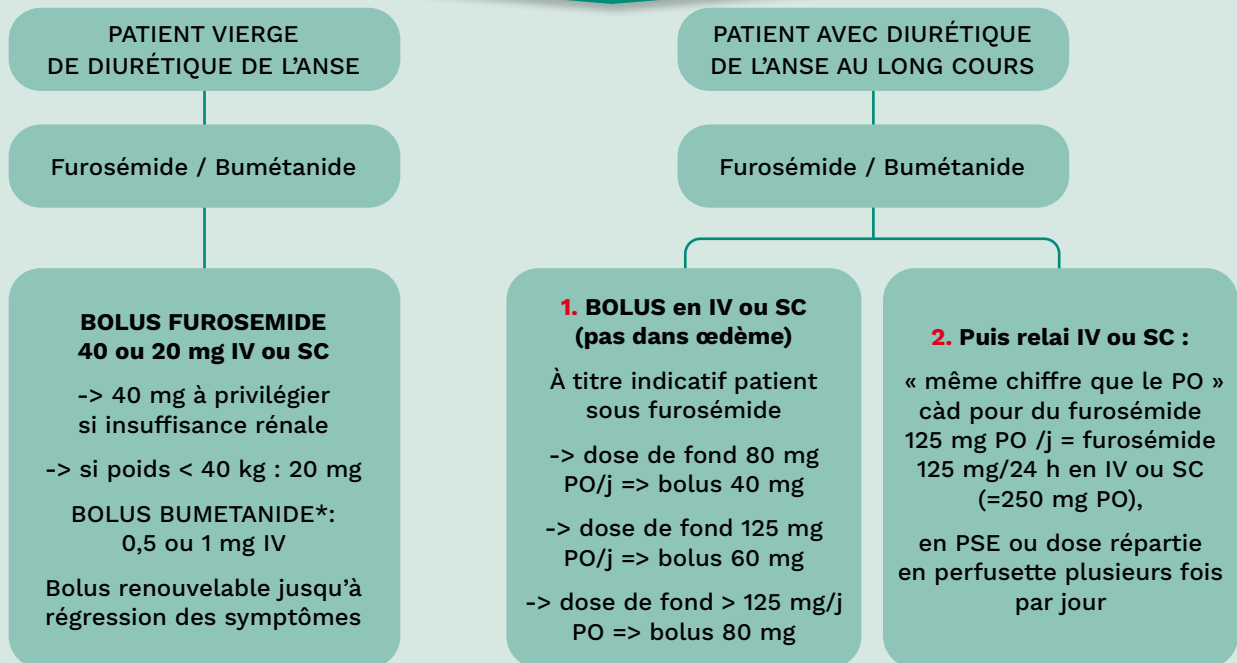 PATIENT VIERGE
DE DIURÉTIQUE DE L’ANSE
Furosémide / Bumétanide
BOLUS FUROSEMIDE
40 ou 20 mg IV ou SC
-> 40 mg à privilégier
si insuffisance rénale
-> si poids < 40 kg : 20 mg
BOLUS BUMETANIDE*:
0,5 ou 1 mg IV
Bolus renouvelable jusqu’à
régression des symptômes
PATIENT AVEC DIURÉTIQUE
DE L’ANSE AU LONG COURS
Furosémide / Bumétanide
1. BOLUS en IV ou SC
(pas dans œdème)
À titre indicatif patient
sous furosémide
-> dose de fond 80 mg
PO/j => bolus 40 mg
-> dose de fond 125 mg
PO/j => bolus 60 mg
-> dose de fond > 125 mg/j
PO => bolus 80 mg
2. Puis relai IV ou SC :
« même chiffre que le PO »
càd pour du furosémide
125 mg PO /j = furosémide
125 mg/24 h en IV ou SC
(=250 mg PO),
en PSE ou dose répartie
en perfusette plusieurs fois
par jour